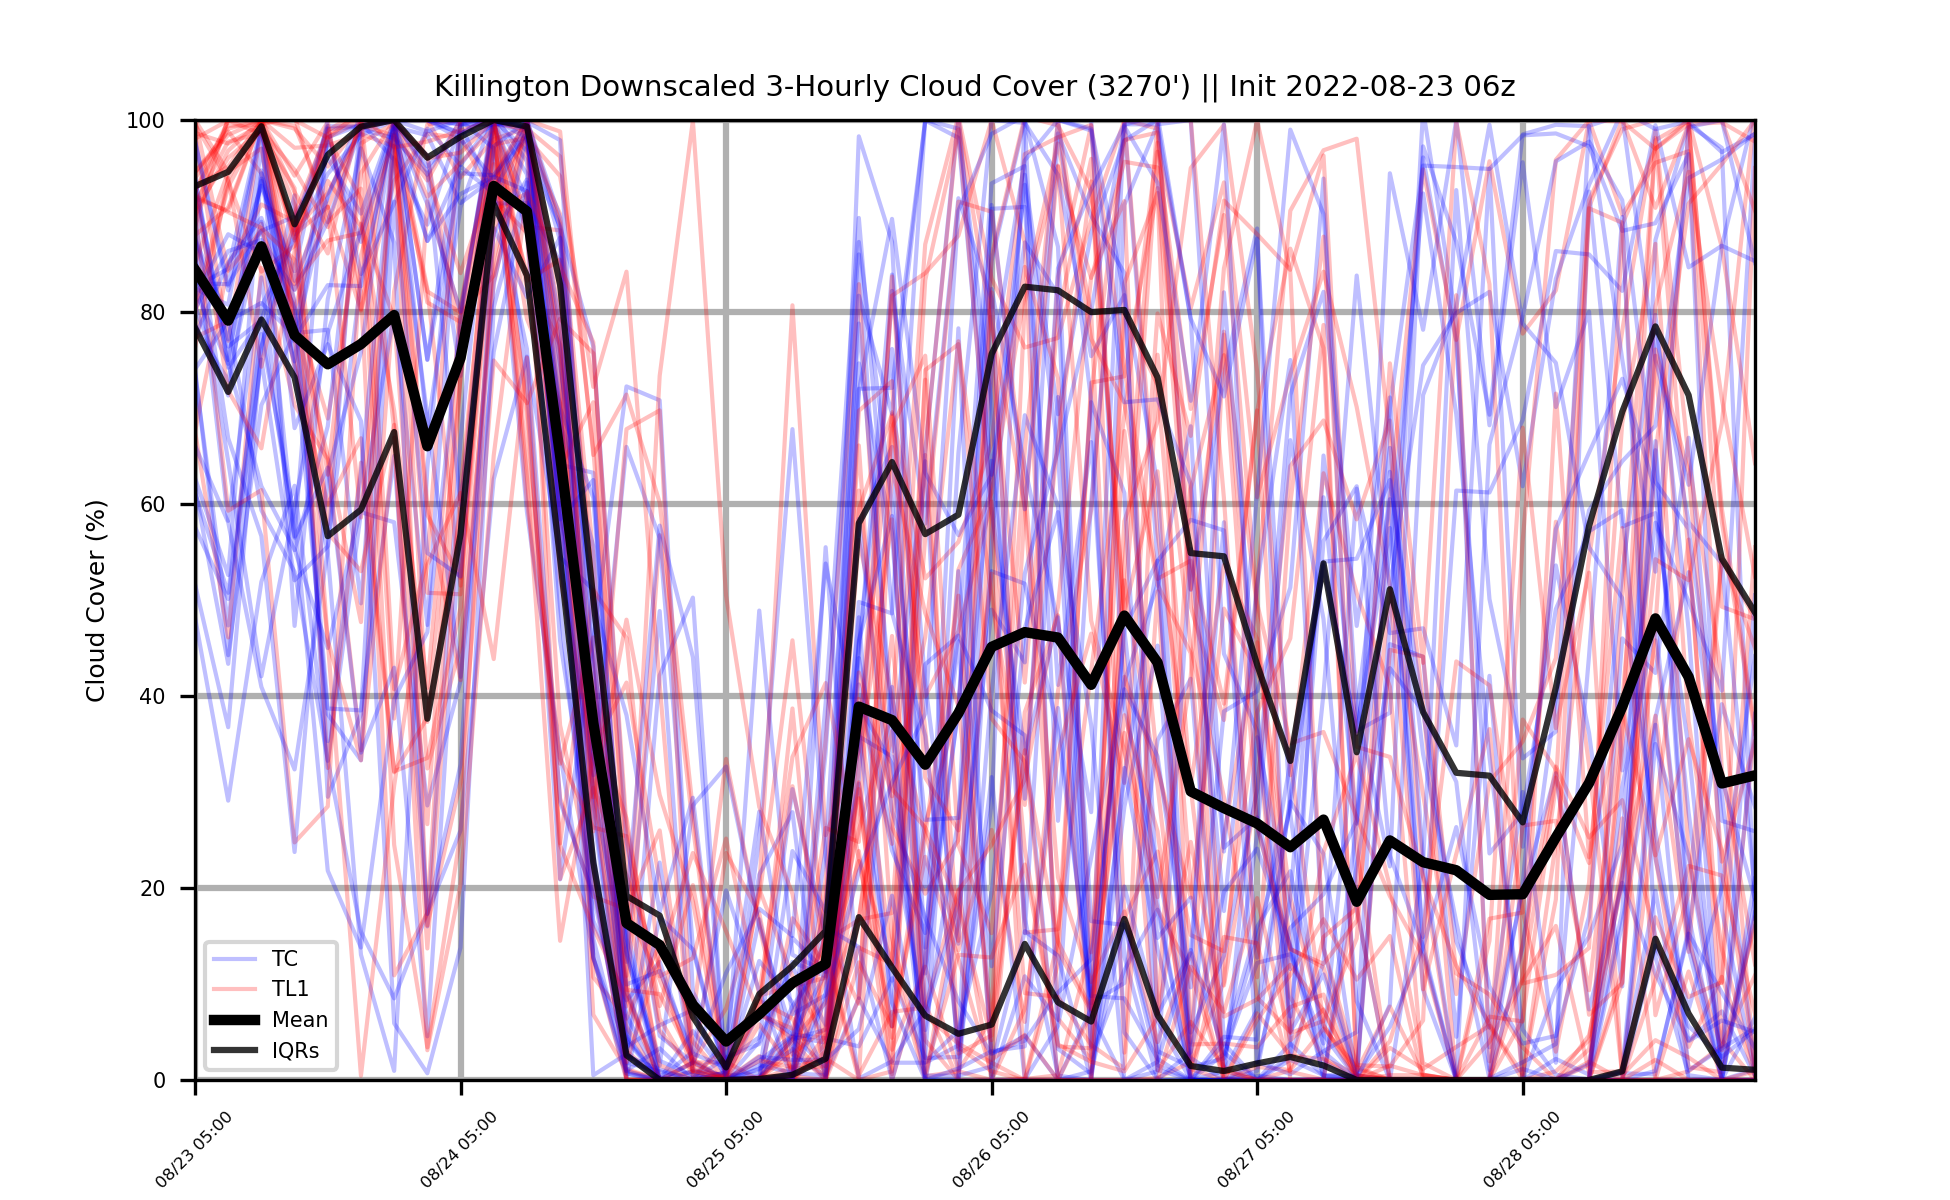 Killington Downscaled 3-Hourly Cloud Cover (3270') || Init 2022-08-23 06z
Cloud Cover (%)
100
80
60
40
20
0
TC
TL1
Mean
IQRs
08/23 05:00
08/24 05:00
08/25 05:00
08/26 05:00
08/27 05:00
08/28 05:00